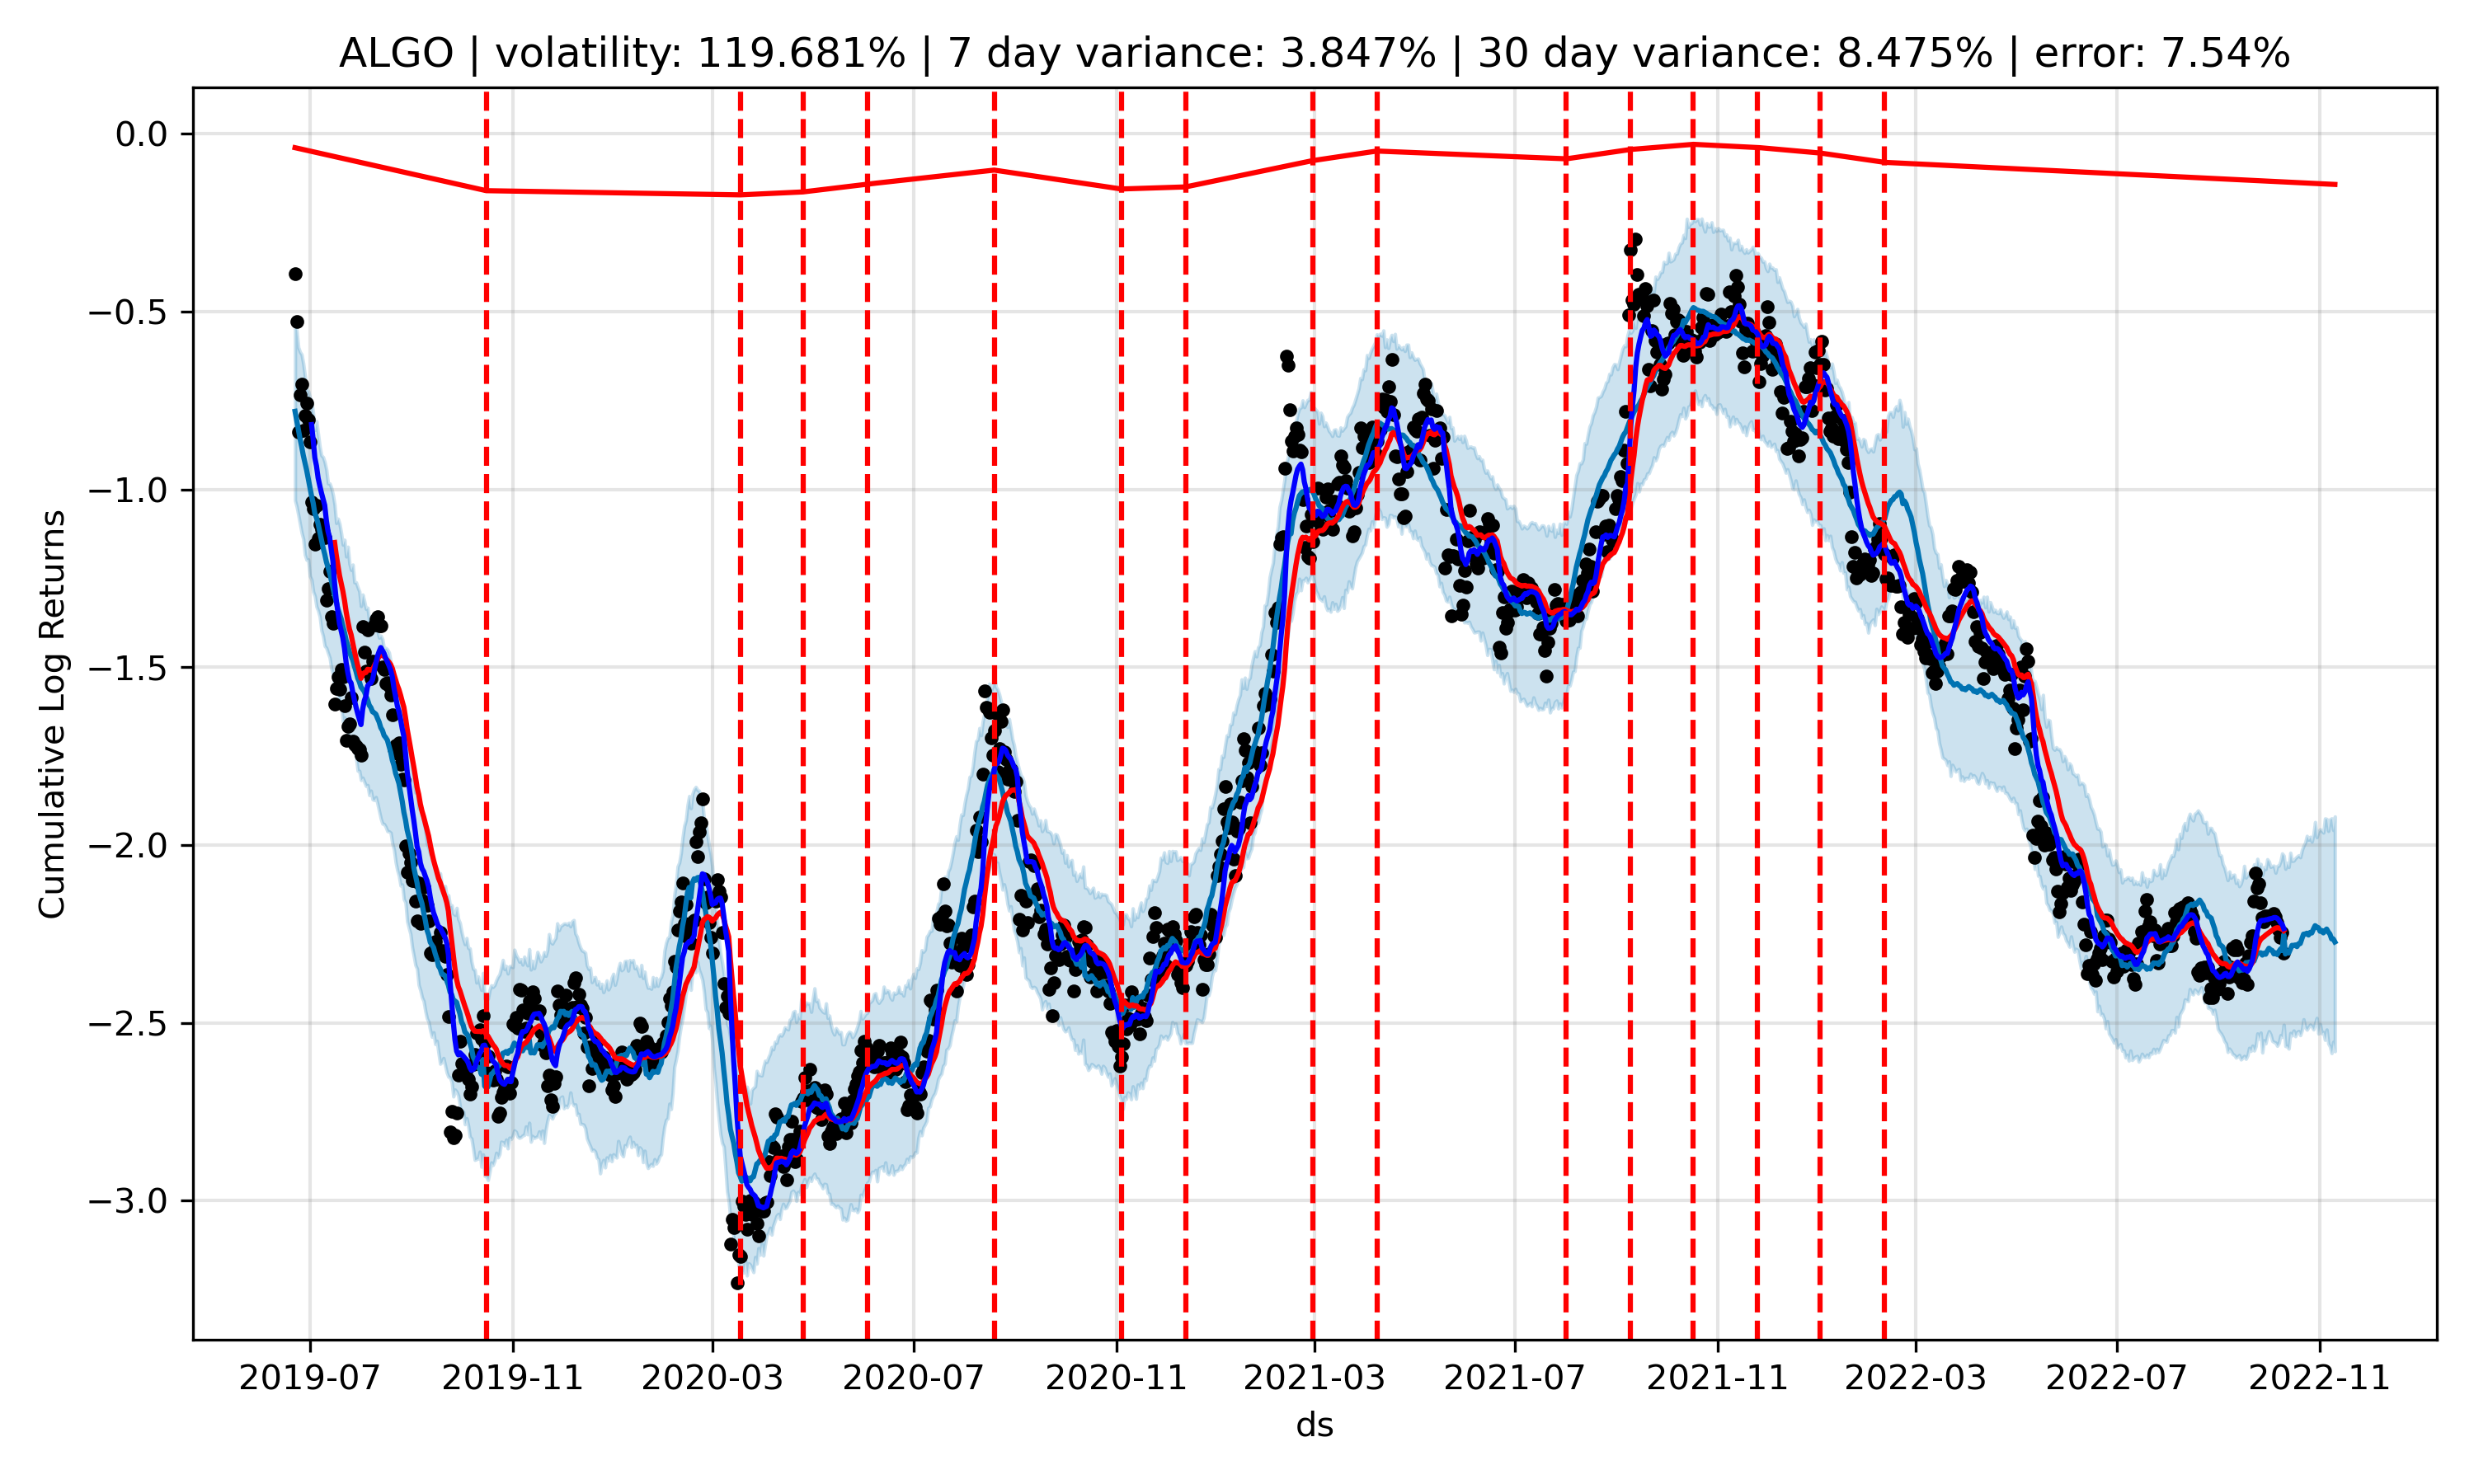 ALGO | volatility: 119.681% | 7 day variance: 3.847% | 30 day variance: 8.475% | error: 7.54%
0.0
−0.5
−1.0
−1.5
−2.0
−2.5
−3.0
Cumulative Log Returns
2019-07 2019-11 2020-03 2020-07 2020-11 2021-03 2021-07 2021-11 2022-03 2022-07 2022-11
ds